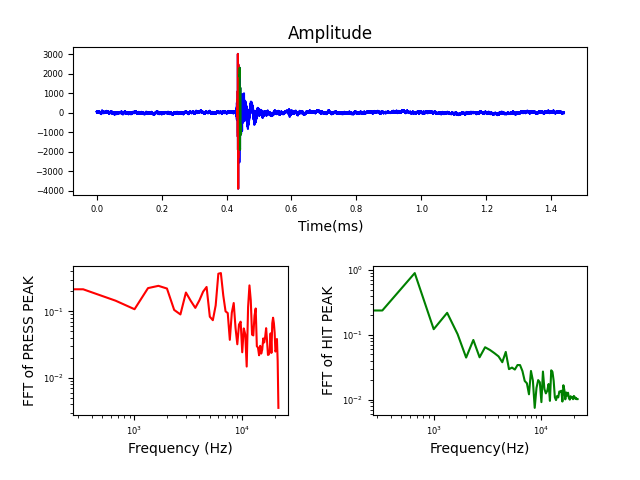 Amplitude
3000
2000
1000
0
−1000
−2000
−3000
−4000
0.0 0.2 0.4 0.6 0.8 1.0 1.2 1.4
Time(ms)
FFT of PRESS PEAK
10⁻¹
10⁻²
10³ 10⁴
Frequency (Hz)
FFT of HIT PEAK
10⁰
10⁻¹
10⁻²
10³ 10⁴
Frequency(Hz)